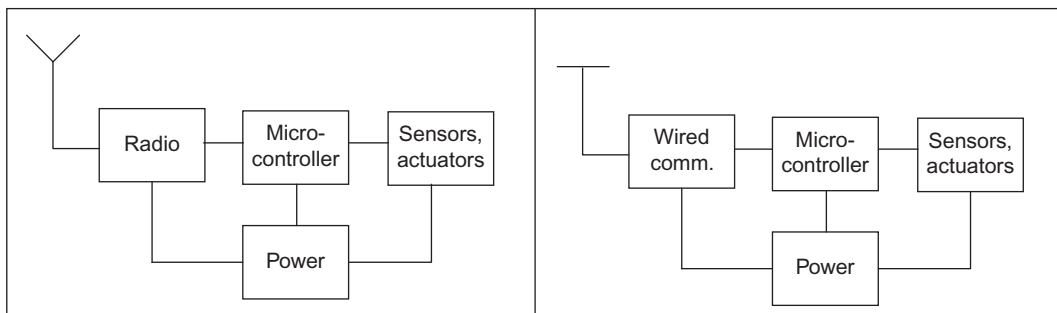 Radio
Micro-
controller
Sensors,
actuators
Power
Wired
comm.
Micro-
controller
Sensors,
actuators
Power